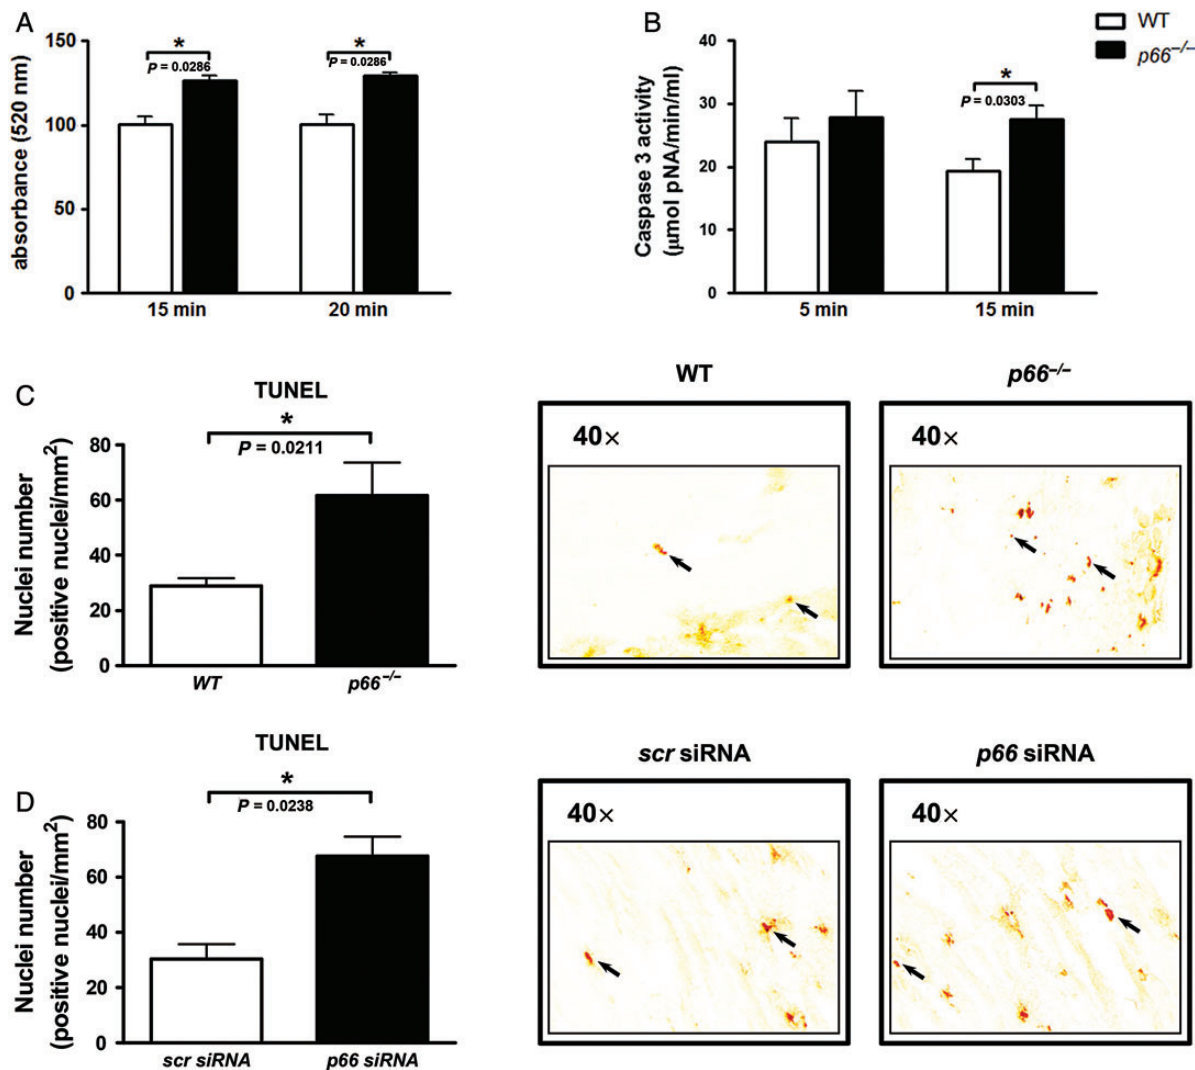 A
absorbance (520 nm)
150
100
50
0
*
P = 0.0286
*
P = 0.0286
15 min
20 min
B
WT
p66⁻/⁻
Caspase 3 activity
(μmol pNA/min/ml)
40
30
20
10
0
*
P = 0.0303
5 min
15 min
C
TUNEL
*
P = 0.0211
Nuclei number
(positive nuclei/mm²)
80
60
40
20
0
WT
p66⁻/⁻
WT
40×
p66⁻/⁻
40×
D
TUNEL
*
P = 0.0238
Nuclei number
(positive nuclei/mm²)
80
60
40
20
0
scr siRNA
p66 siRNA
scr siRNA
40×
p66 siRNA
40×